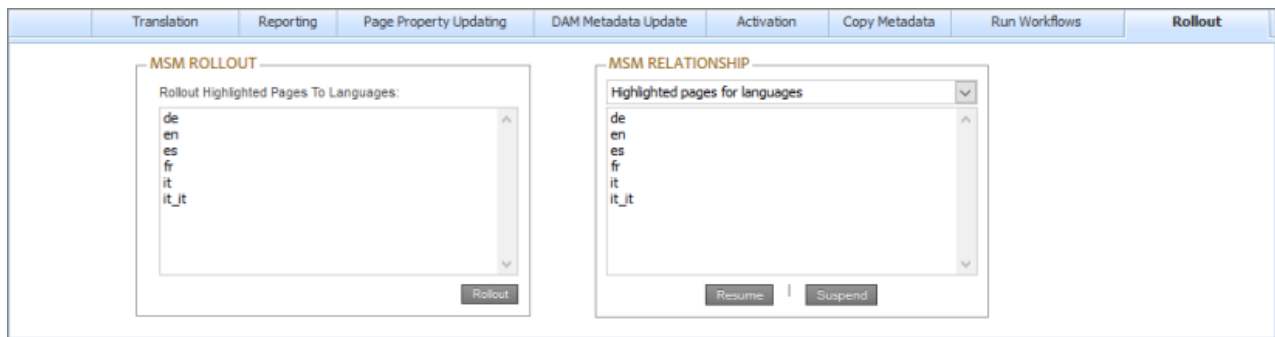 Translation Reporting Page Property Updating DAM Metadata Update Activation Copy Metadata Run Workflows Rollout
MSM ROLLOUT
Rollout Highlighted Pages To Languages:
de
en
es
fr
it
it_it
Rollout
MSM RELATIONSHIP
Highlighted pages for languages
de
en
es
fr
it
it_it
Resume | Suspend